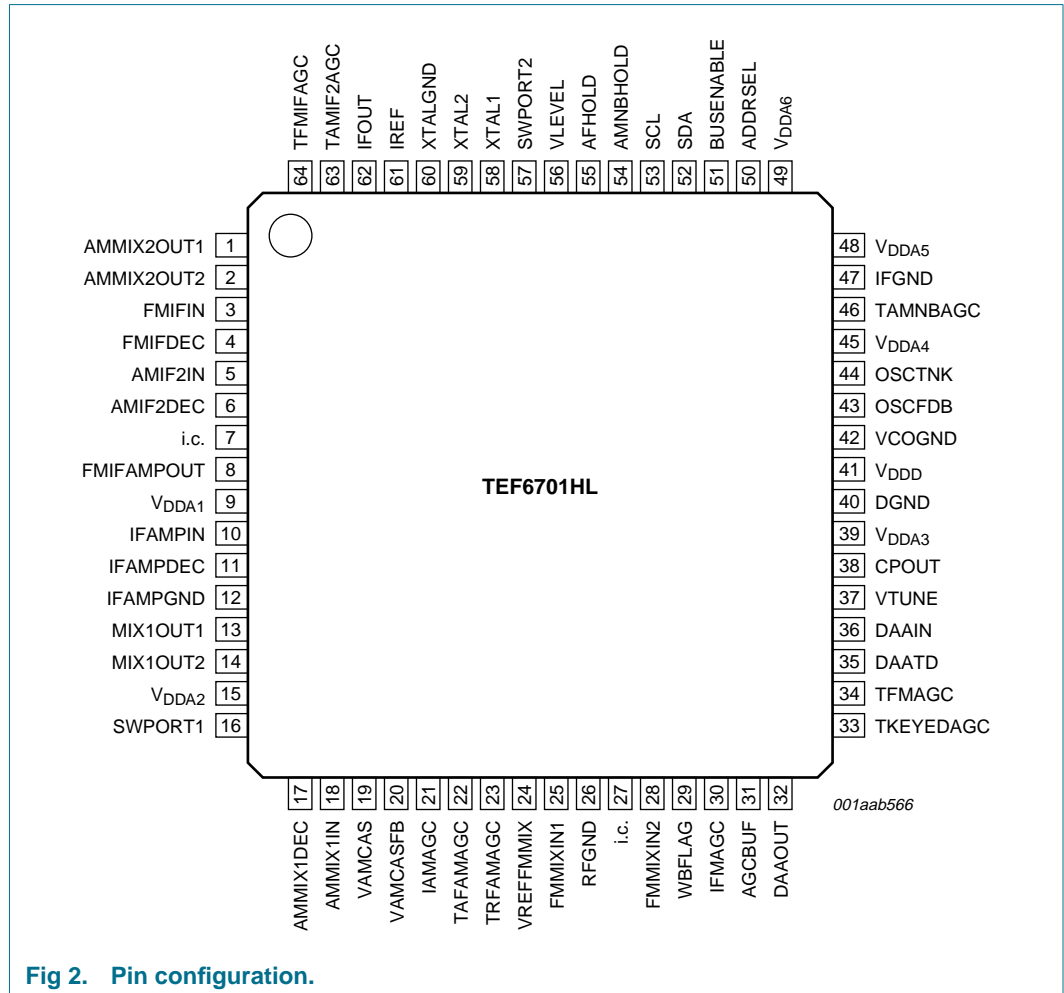 TFMIFAGC
TAMIF2AGC
IFOUT
IREF
XTALGND
XTAL2
XTAL1
SWPORT2
VLEVEL
AFHOLD
AMNBHOLD
SCL
SDA
BUSENABLE
ADDRSEL
VDDA6
64 63 62 61 60 59 58 57 56 55 54 53 52 51 50 49
AMMIX2OUT1 1
AMMIX2OUT2 2
FMIFIN 3
FMIFDEC 4
AMIF2IN 5
AMIF2DEC 6
i.c. 7
FMIFAMPOUT 8
VDDA1 9
IFAMPIN 10
IFAMPDEC 11
IFAMPGND 12
MIX1OUT1 13
MIX1OUT2 14
VDDA2 15
SWPORT1 16
TEF6701HL
48 VDDA5
47 IFGND
46 TAMNBAGC
45 VDDA4
44 OSCTNK
43 OSCFDB
42 VCOGND
41 VDDD
40 DGND
39 VDDA3
38 CPOUT
37 VTUNE
36 DAAIN
35 DAATD
34 TFMAGC
33 TKEYEDAGC
17 18 19 20 21 22 23 24 25 26 27 28 29 30 31 32
AMMIX1DEC
AMMIX1IN
VAMCAS
VAMCASFB
IAMAGC
TAFAMAGC
TRFAMAGC
VREFFMMIX
FMMIXIN1
RFGND
i.c.
FMMIXIN2
WBFLAG
IFMAGC
AGCBUF
DAAOUT
001aab566
Fig 2. Pin configuration.